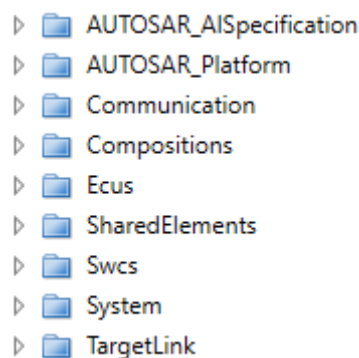 AUTOSAR_AISpecification
AUTOSAR_Platform
Communication
Compositions
Ecus
SharedElements
Swcs
System
TargetLink